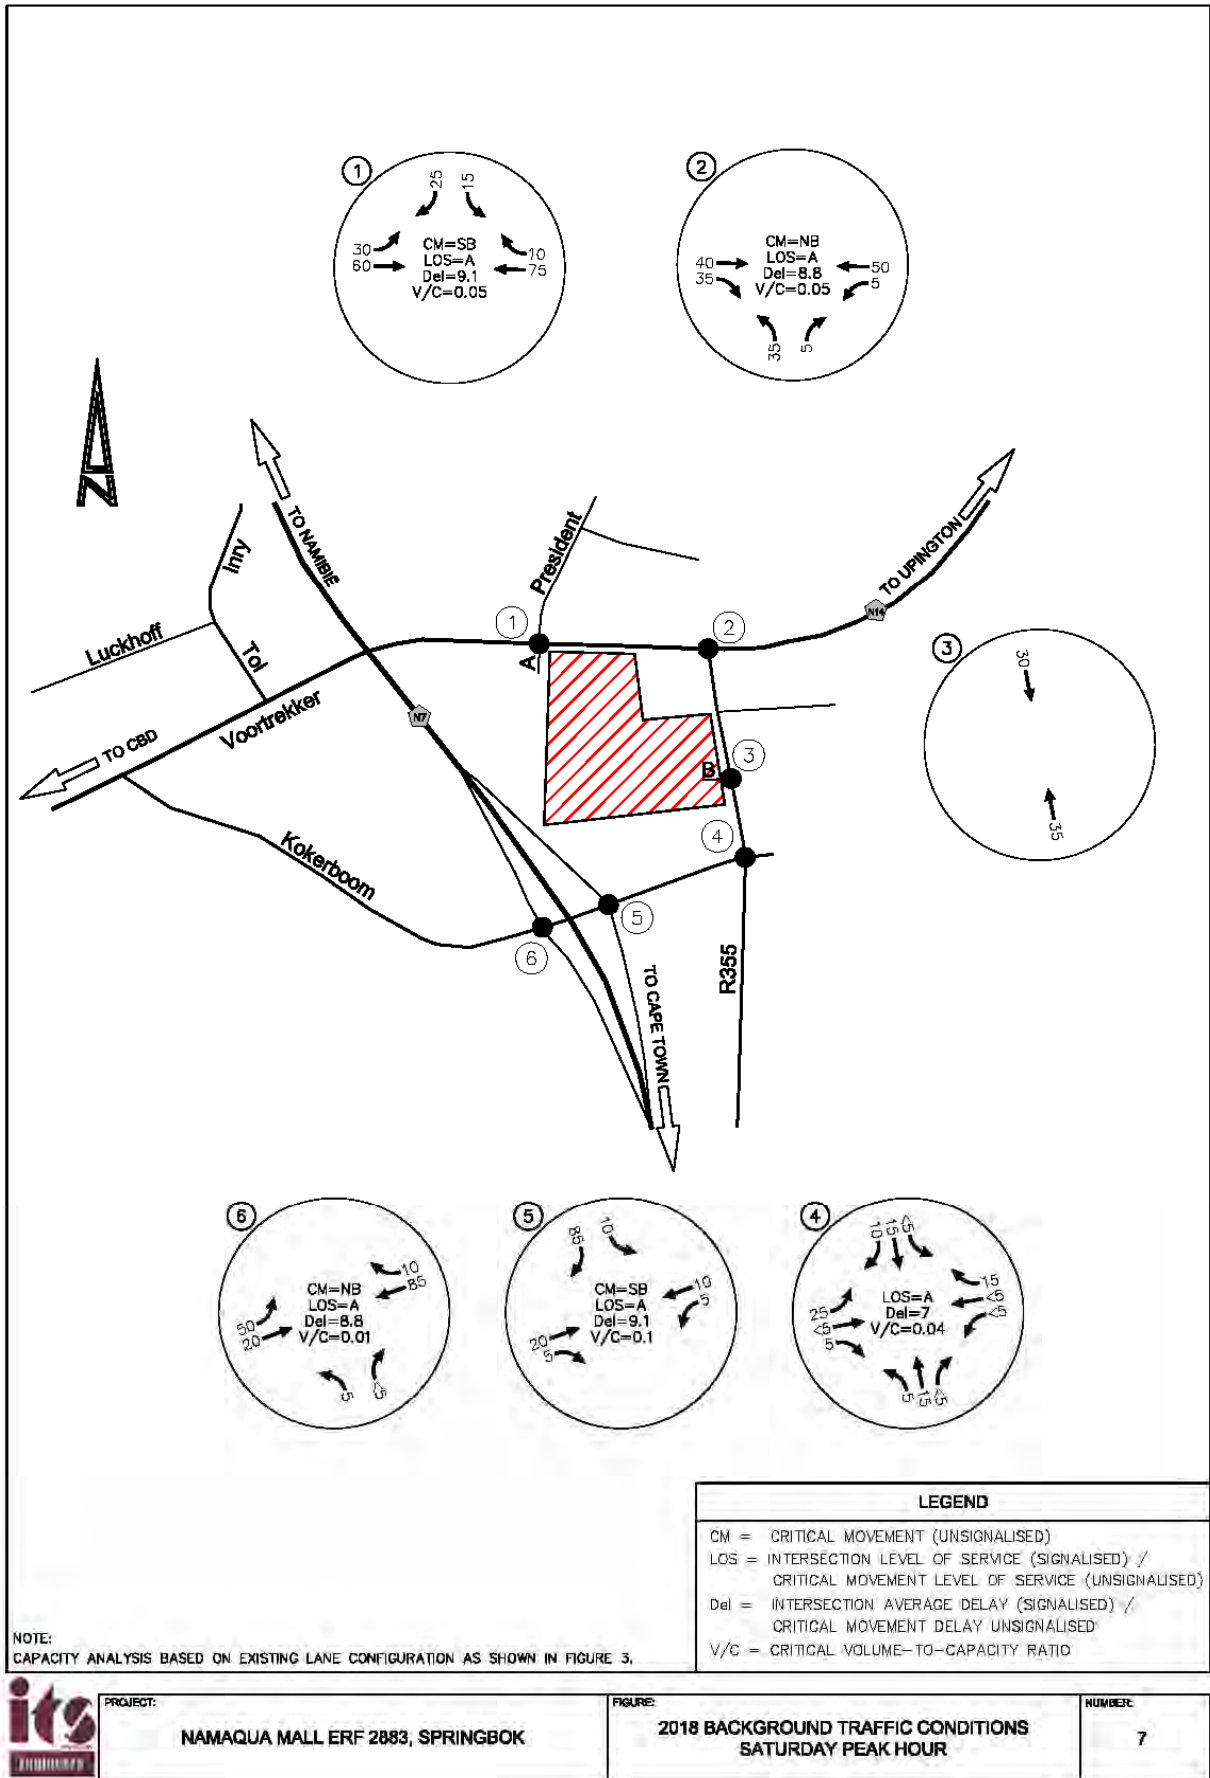 1
25
15
30
60
CM=SB
LOS=A
Del=9.1
V/C=0.05
10
75
2
40
35
CM=NB
LOS=A
Del=8.8
V/C=0.05
50
5
35
5
N
TO NAMIBIË
Inry
Luckhoff
Tol
Voortrekker
TO CBD
N7
President
1
A
2
TO UPINGTON
N14
3
30
35
B
3
4
Kokerboom
5
6
TO CAPE TOWN
R355
6
10
85
CM=NB
LOS=A
Del=8.8
V/C=0.01
50
20
5
<5
5
85
10
CM=SB
LOS=A
Del=9.1
V/C=0.1
10
5
20
5
4
10
15
<5
15
<5
<5
LOS=A
Del=7
V/C=0.04
25
<5
5
5
15
<5
LEGEND
CM = CRITICAL MOVEMENT (UNSIGNALISED)
LOS = INTERSECTION LEVEL OF SERVICE (SIGNALISED) /
CRITICAL MOVEMENT LEVEL OF SERVICE (UNSIGNALISED)
Del = INTERSECTION AVERAGE DELAY (SIGNALISED) /
CRITICAL MOVEMENT DELAY UNSIGNALISED
V/C = CRITICAL VOLUME-TO-CAPACITY RATIO
NOTE:
CAPACITY ANALYSIS BASED ON EXISTING LANE CONFIGURATION AS SHOWN IN FIGURE 3.
its
engineers
PROJECT:
NAMAQUA MALL ERF 2883, SPRINGBOK
FIGURE:
2018 BACKGROUND TRAFFIC CONDITIONS
SATURDAY PEAK HOUR
NUMBER:
7